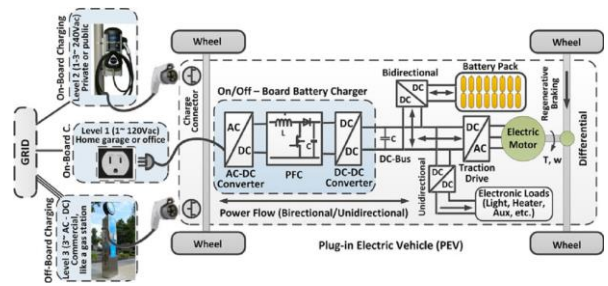 On-Board Charging
Level 2 (1-3~ 240Vac)
Private or public
GRID
On-Board C.
Level 1 (1~ 120Vac)
Home garage or office
Off-Board Charging
Level 3 (3~ AC - DC)
Commercial,
like a gas station
Wheel
Wheel
Wheel
Wheel
Charge
Connector
On/Off – Board Battery Charger
AC
DC
AC-DC
Converter
L
C
PFC
DC
DC
DC-DC
Converter
Power Flow (Birectional/Unidirectional)
C
DC-Bus
Bidirectional
DC
DC
Battery Pack
Unidirectional
DC
DC
DC
AC
Traction
Drive
Electric
Motor
T, w
Regenerative
Braking
Differential
Electronic Loads
(Light, Heater,
Aux, etc.)
Plug-in Electric Vehicle (PEV)